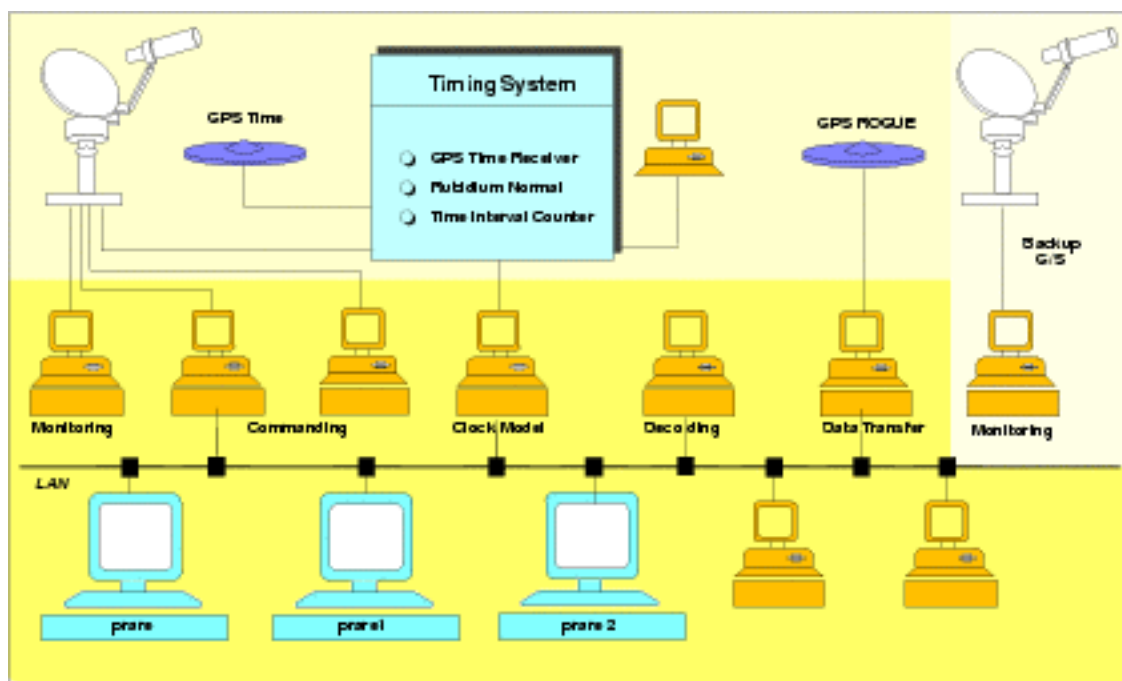 Timing System
GPS Time
GPS ROGUE
GPS Time Receiver
Rubidium Normal
Time Interval Counter
Backup
G/S
Monitoring
Commanding
Clock Model
Decoding
Data Transfer
Monitoring
LAN
prare
prare1
prare 2